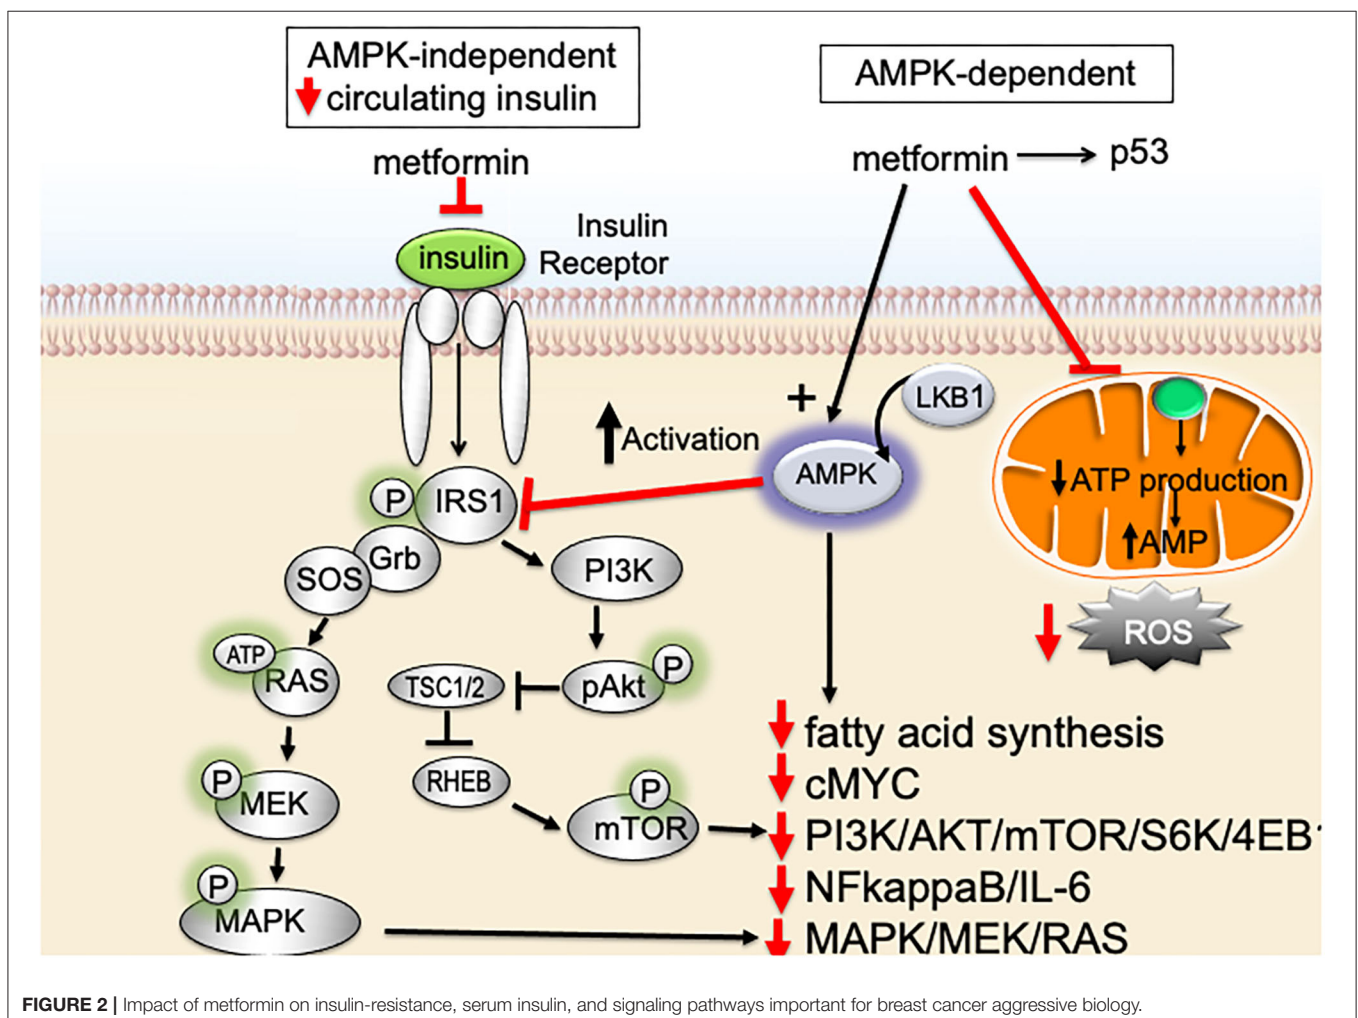 AMPK-independent
circulating insulin
metformin
insulin
Insulin
Receptor
AMPK-dependent
metformin
p53
LKB1
+
Activation
AMPK
ATP production
AMP
ROS
P
IRS1
Grb
SOS
PI3K
ATP
RAS
TSC1/2
pAkt
P
P
MEK
RHEB
P
mTOR
P
MAPK
fatty acid synthesis
cMYC
PI3K/AKT/mTOR/S6K/4EB
NFkappaB/IL-6
MAPK/MEK/RAS
FIGURE 2 | Impact of metformin on insulin-resistance, serum insulin, and signaling pathways important for breast cancer aggressive biology.